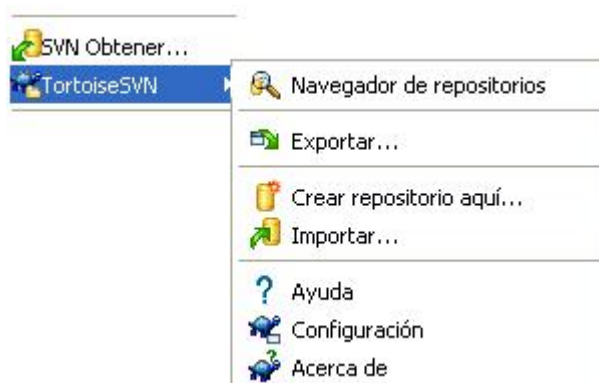 SVN Obtener...
TortoiseSVN
Navegador de repositorios
Exportar...
Crear repositorio aquí...
Importar...
Ayuda
Configuración
Acerca de